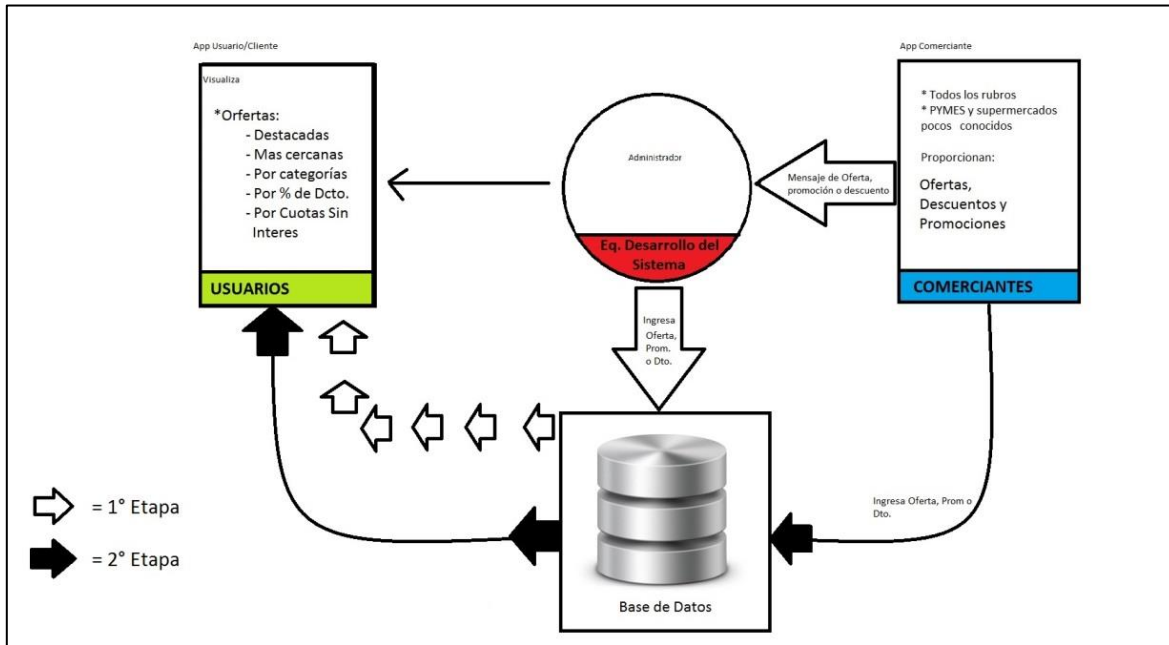 App Usuario/Cliente
Visualiza
*Orfertas:
- Destacadas
- Mas cercanas
- Por categorías
- Por % de Dcto.
- Por Cuotas Sin
Interes
USUARIOS
Administrador
Eq. Desarrollo del
Sistema
Mensaje de Oferta,
promoción o descuento
App Comerciante
* Todos los rubros
* PYMES y supermercados
pocos conocidos
Proporcionan:
Ofertas,
Descuentos y
Promociones
COMERCIANTES
Ingresa
Oferta,
Prom.
o Dto.
Ingresa Oferta, Prom o
Dto.
Base de Datos
= 1° Etapa
= 2° Etapa